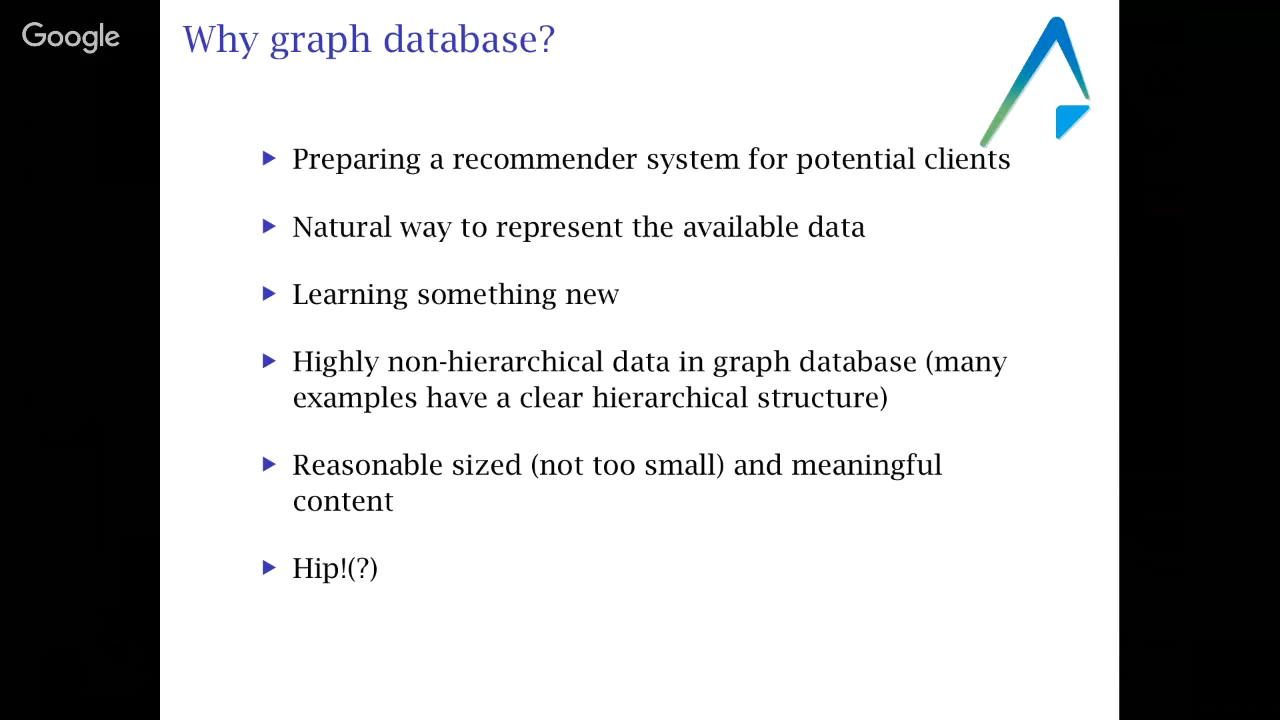 Google
Why graph database?
Preparing a recommender system for potential clients
Natural way to represent the available data
Learning something new
Highly non-hierarchical data in graph database (many
examples have a clear hierarchical structure)
Reasonable sized (not too small) and meaningful
content
Hip!(?)